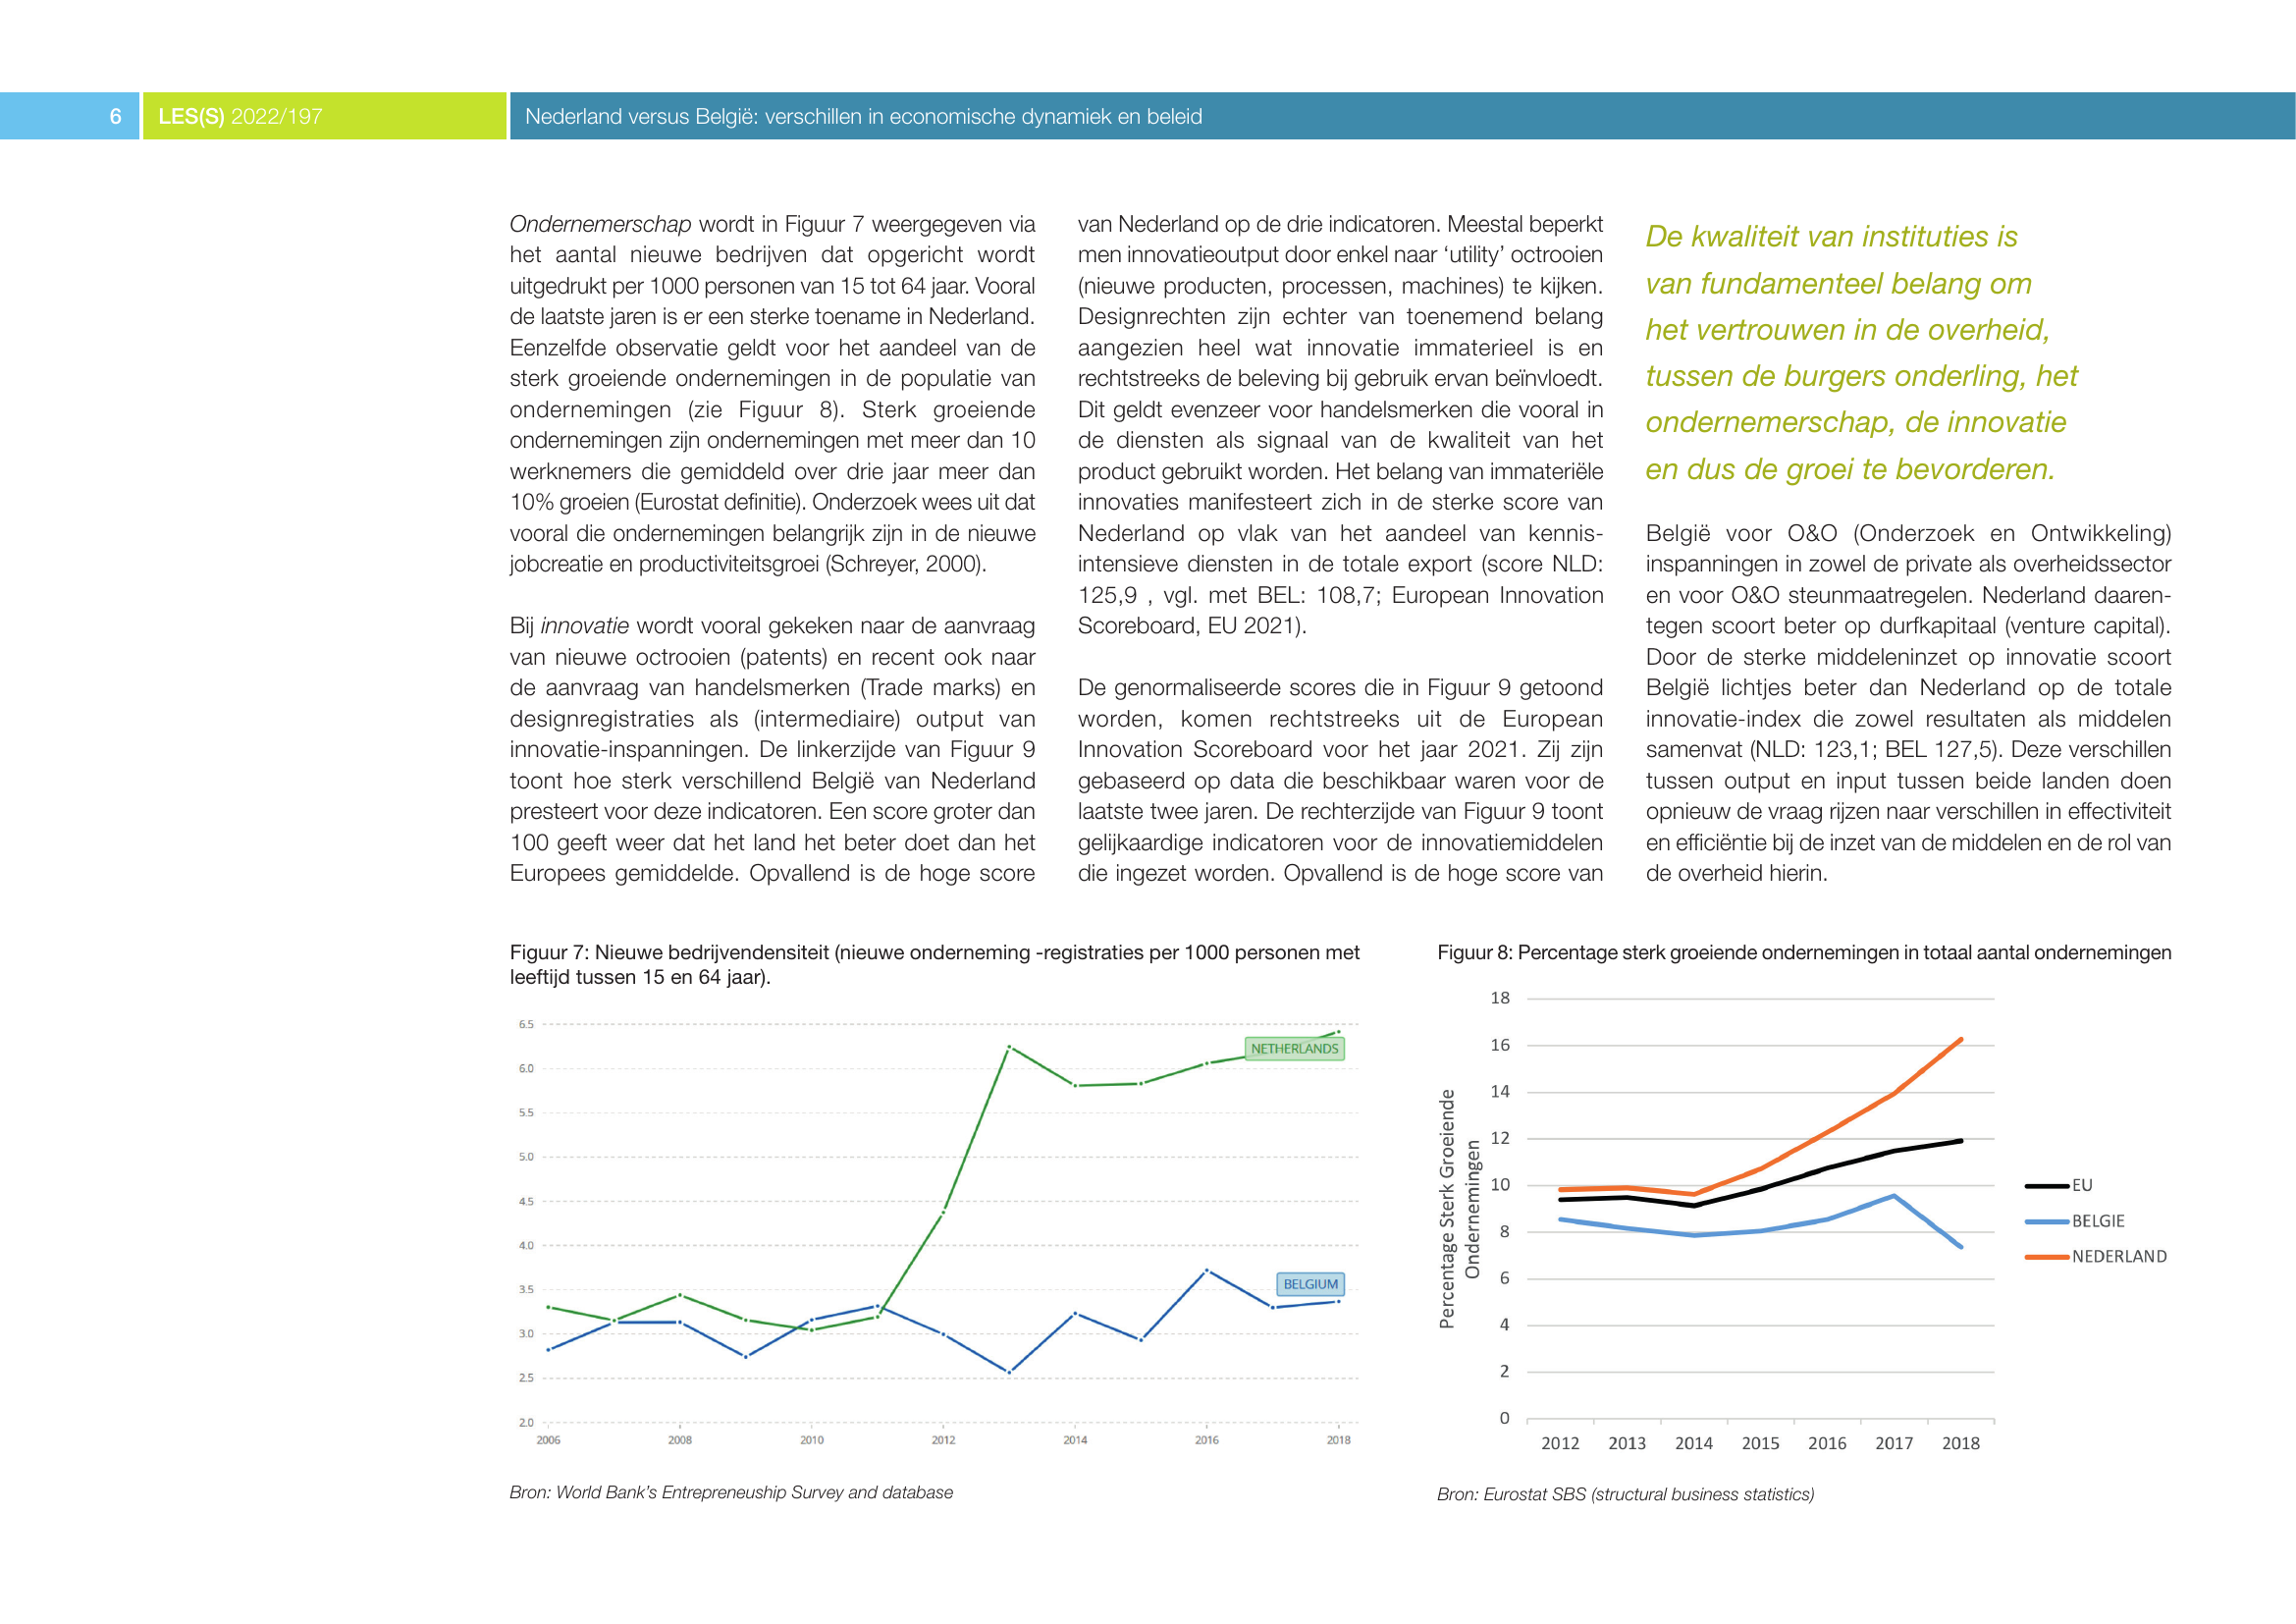 6
LES(S) 2022/197
Nederland versus België: verschillen in economische dynamiek en beleid
Ondernemerschap wordt in Figuur 7 weergegeven via
het aantal nieuwe bedrijven dat opgericht wordt
uitgedrukt per 1000 personen van 15 tot 64 jaar. Vooral
de laatste jaren is er een sterke toename in Nederland.
Eenzelfde observatie geldt voor het aandeel van de
sterk groeiende ondernemingen in de populatie van
ondernemingen (zie Figuur 8). Sterk groeiende
ondernemingen zijn ondernemingen met meer dan 10
werknemers die gemiddeld over drie jaar meer dan
10% groeien (Eurostat definitie). Onderzoek wees uit dat
vooral die ondernemingen belangrijk zijn in de nieuwe
jobcreatie en productiviteitsgroei (Schreyer, 2000).
Bij innovatie wordt vooral gekeken naar de aanvraag
van nieuwe octrooien (patents) en recent ook naar
de aanvraag van handelsmerken (Trade marks) en
designregistraties als (intermediaire) output van
innovatie-inspanningen. De linkerzijde van Figuur 9
toont hoe sterk verschillend België van Nederland
presteert voor deze indicatoren. Een score groter dan
100 geeft weer dat het land het beter doet dan het
Europees gemiddelde. Opvallend is de hoge score
van Nederland op de drie indicatoren. Meestal beperkt
men innovatieoutput door enkel naar ‘utility’ octrooien
(nieuwe producten, processen, machines) te kijken.
Designrechten zijn echter van toenemend belang
aangezien heel wat innovatie immaterieel is en
rechtstreeks de beleving bij gebruik ervan beïnvloedt.
Dit geldt evenzeer voor handelsmerken die vooral in
de diensten als signaal van de kwaliteit van het
product gebruikt worden. Het belang van immateriële
innovaties manifesteert zich in de sterke score van
Nederland op vlak van het aandeel van kennis-
intensieve diensten in de totale export (score NLD:
125,9 , vgl. met BEL: 108,7; European Innovation
Scoreboard, EU 2021).
De genormaliseerde scores die in Figuur 9 getoond
worden, komen rechtstreeks uit de European
Innovation Scoreboard voor het jaar 2021. Zij zijn
gebaseerd op data die beschikbaar waren voor de
laatste twee jaren. De rechterzijde van Figuur 9 toont
gelijkaardige indicatoren voor de innovatiemiddelen
die ingezet worden. Opvallend is de hoge score van
De kwaliteit van instituties is
van fundamenteel belang om
het vertrouwen in de overheid,
tussen de burgers onderling, het
ondernemerschap, de innovatie
en dus de groei te bevorderen.
België voor O&O (Onderzoek en Ontwikkeling)
inspanningen in zowel de private als overheidssector
en voor O&O steunmaatregelen. Nederland daaren-
tegen scoort beter op durfkapitaal (venture capital).
Door de sterke middeleninzet op innovatie scoort
België lichtjes beter dan Nederland op de totale
innovatie-index die zowel resultaten als middelen
samenvat (NLD: 123,1; BEL 127,5). Deze verschillen
tussen output en input tussen beide landen doen
opnieuw de vraag rijzen naar verschillen in effectiviteit
en efficiëntie bij de inzet van de middelen en de rol van
de overheid hierin.
Figuur 7: Nieuwe bedrijvendensiteit (nieuwe onderneming -registraties per 1000 personen met
leeftijd tussen 15 en 64 jaar).
6.5
6.0
5.5
5.0
4.5
4.0
3.5
3.0
2.5
2.0
NETHERLANDS
BELGIUM
2006 2008 2010 2012 2014 2016 2018
Bron: World Bank’s Entrepreneuship Survey and database
Figuur 8: Percentage sterk groeiende ondernemingen in totaal aantal ondernemingen
Percentage Sterk Groeiende
Ondernemingen
18
16
14
12
10
8
6
4
2
0
2012 2013 2014 2015 2016 2017 2018
EU
BELGIE
NEDERLAND
Bron: Eurostat SBS (structural business statistics)